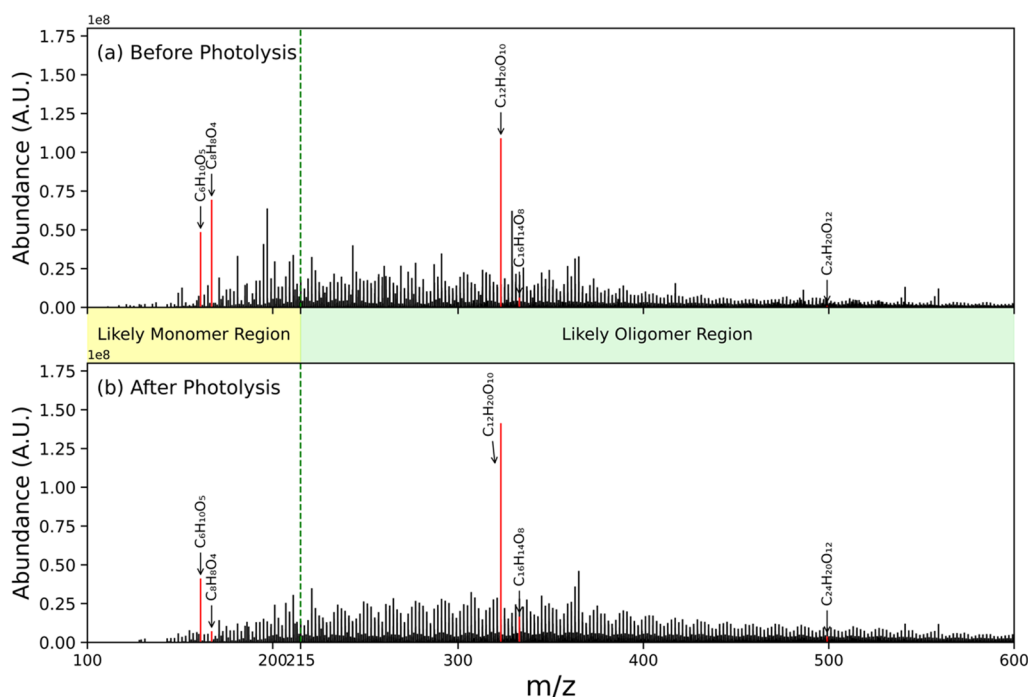 1e8
(a) Before Photolysis
Abundance (A.U.)
1.75
1.50
1.25
1.00
0.75
0.50
0.25
0.00
C₆H₁₀O₅
C₈H₈O₄
C₁₂H₂₀O₁₀
C₁₆H₁₄O₈
C₂₄H₂₀O₁₂
Likely Monomer Region
Likely Oligomer Region
1e8
(b) After Photolysis
Abundance (A.U.)
1.75
1.50
1.25
1.00
0.75
0.50
0.25
0.00
C₆H₁₀O₅
C₈H₈O₄
C₁₂H₂₀O₁₀
C₁₆H₁₄O₈
C₂₄H₂₀O₁₂
100 200 215 300 400 500 600
m/z